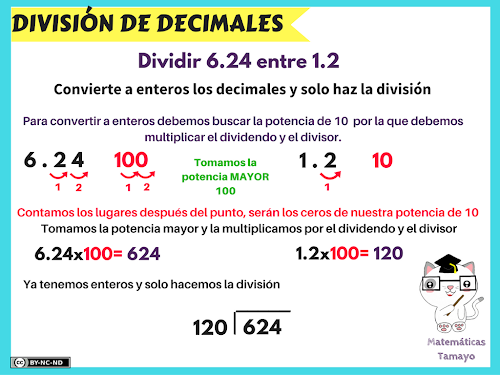 DIVISIÓN DE DECIMALES
Dividir 6.24 entre 1.2
Convierte a enteros los decimales y solo haz la división
Para convertir a enteros debemos buscar la potencia de 10 por la que debemos
multiplicar el dividendo y el divisor.
6.24 100 Tomamos la potencia MAYOR 100 1.2 10
1 2 1 2 1
Contamos los lugares después del punto, serán los ceros de nuestra potencia de 10
Tomamos la potencia mayor y la multiplicamos por el dividendo y el divisor
6.24x100= 624 1.2x100= 120
Ya tenemos enteros y solo hacemos la división
120 624
Matemáticas
Tamayo
cc BY-NC-ND